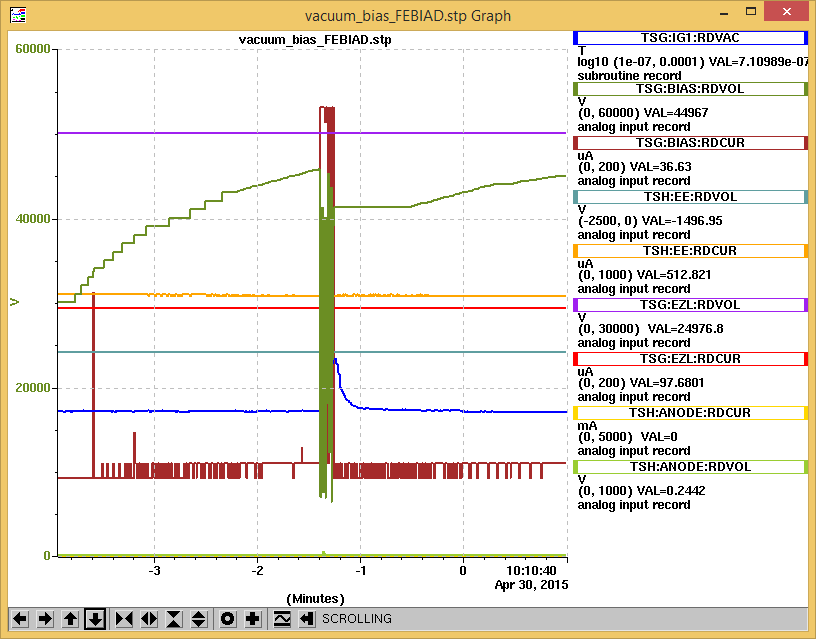 vacuum_bias_FEBIAD.stp Graph
vacuum_bias_FEBIAD.stp
60000
40000
20000
0
V
-3
-2
-1
0
10:10:40
Apr 30, 2015
(Minutes)
TSG:IG1:RDVAC
T
log10 (1e-07, 0.0001) VAL=7.10989e-07
subroutine record
TSG:BIAS:RDVOL
V
(0, 60000) VAL=44967
analog input record
TSG:BIAS:RDCUR
uA
(0, 200) VAL=36.63
analog input record
TSH:EE:RDVOL
V
(-2500, 0) VAL=-1496.95
analog input record
TSH:EE:RDCUR
uA
(0, 1000) VAL=512.821
analog input record
TSG:EZL:RDVOL
V
(0, 30000) VAL=24976.8
analog input record
TSG:EZL:RDCUR
uA
(0, 200) VAL=97.6801
analog input record
TSH:ANODE:RDCUR
mA
(0, 5000) VAL=0
analog input record
TSH:ANODE:RDVOL
V
(0, 1000) VAL=0.2442
analog input record
SCROLLING